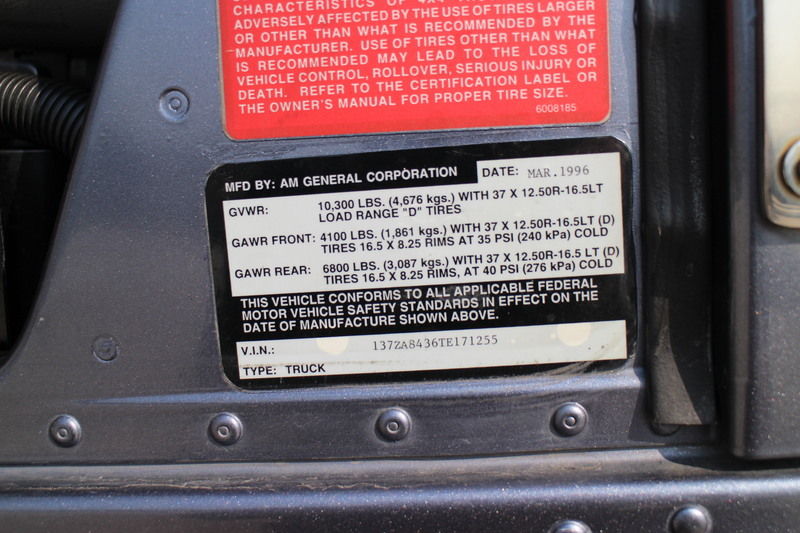 CHARACTERISTICS OF 4X4
ADVERSELY AFFECTED BY THE USE OF TIRES LARGER
OR OTHER THAN WHAT IS RECOMMENDED BY THE
MANUFACTURER. USE OF TIRES OTHER THAN WHAT
IS RECOMMENDED MAY LEAD TO THE LOSS OF
VEHICLE CONTROL, ROLLOVER, SERIOUS INJURY OR
DEATH. REFER TO THE CERTIFICATION LABEL OR
THE OWNER'S MANUAL FOR PROPER TIRE SIZE.
6008185
MFD BY: AM GENERAL CORPORATION DATE: MAR.1996
GVWR: 10,300 LBS. (4,676 kgs.) WITH 37 X 12.50R-16.5LT
LOAD RANGE "D" TIRES
GAWR FRONT: 4100 LBS. (1,861 kgs.) WITH 37 X 12.50R-16.5LT (D)
TIRES 16.5 X 8.25 RIMS AT 35 PSI (240 kPa) COLD
GAWR REAR: 6800 LBS. (3,087 kgs.) WITH 37 X 12.50R-16.5 LT (D)
TIRES 16.5 X 8.25 RIMS, AT 40 PSI (276 kPa) COLD
THIS VEHICLE CONFORMS TO ALL APPLICABLE FEDERAL
MOTOR VEHICLE SAFETY STANDARDS IN EFFECT ON THE
DATE OF MANUFACTURE SHOWN ABOVE.
V.I.N.: 137ZA8436TE171255
TYPE: TRUCK